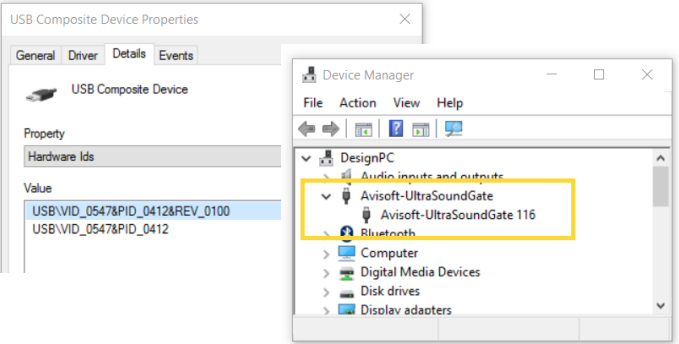 USB Composite Device Properties
General Driver Details Events
USB Composite Device
Property
Hardware Ids
Value
USB\VID_0547&PID_0412&REV_0100
USB\VID_0547&PID_0412
Device Manager
File Action View Help
DesignPC
Audio inputs and outputs
Avisoft-UltraSoundGate
Avisoft-UltraSoundGate 116
Bluetooth
Computer
Digital Media Devices
Disk drives
Display adapters